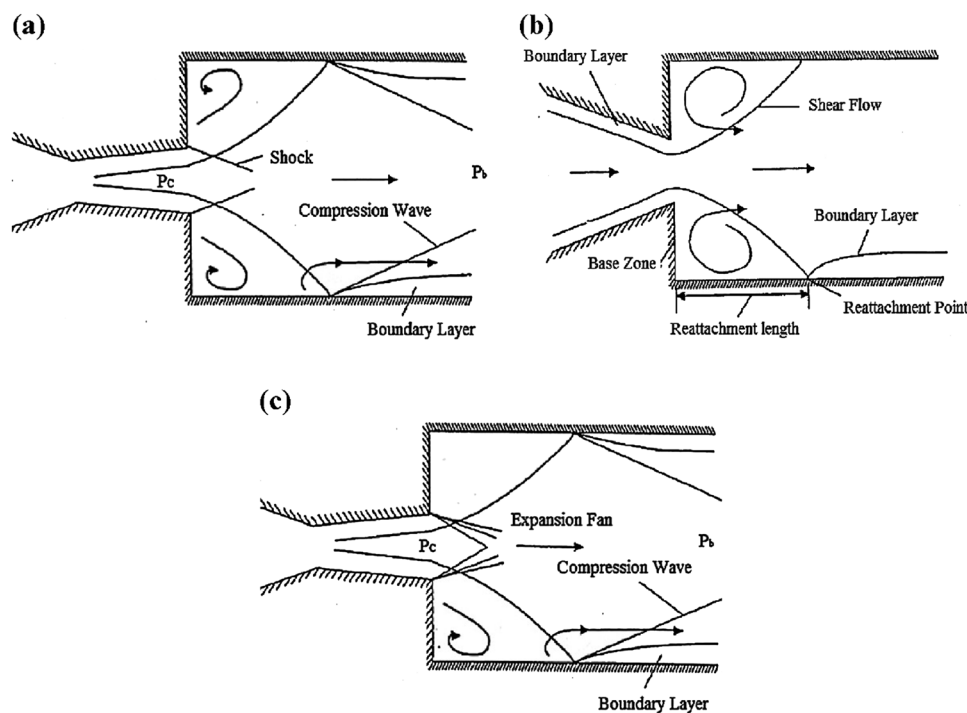 (a)
Shock
Pc
Pb
Compression Wave
Boundary Layer
(b)
Boundary
Layer
Shear Flow
Boundary Layer
Base Zone
Reattachment Point
Reattachment length
(c)
Expansion Fan
Pc
Pb
Compression Wave
Boundary Layer